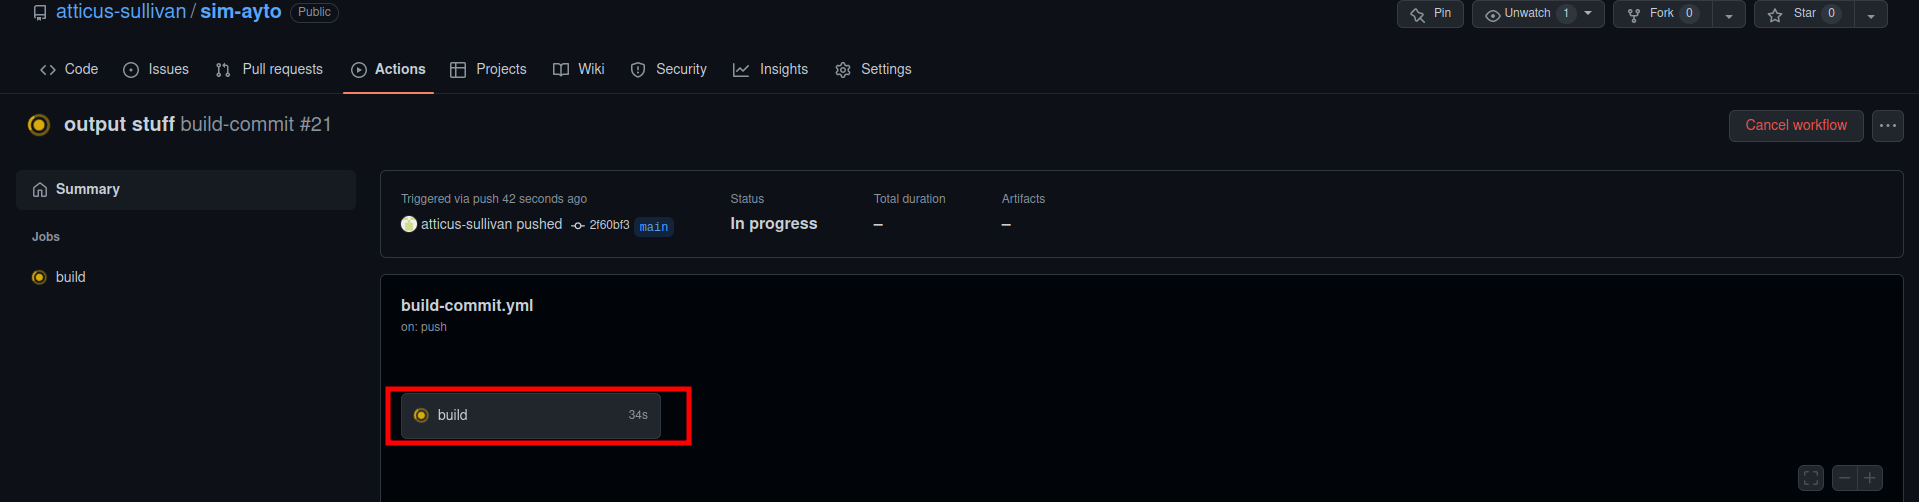 atticus-sullivan / sim-ayto Public Pin Unwatch 1 Fork 0 Star 0
Code Issues Pull requests Actions Projects Wiki Security Insights Settings
output stuff build-commit #21 Cancel workflow
Summary
Jobs
build
Triggered via push 42 seconds ago Status Total duration Artifacts
atticus-sullivan pushed 2f60bf3 main In progress – –
build-commit.yml
on: push
build 34s